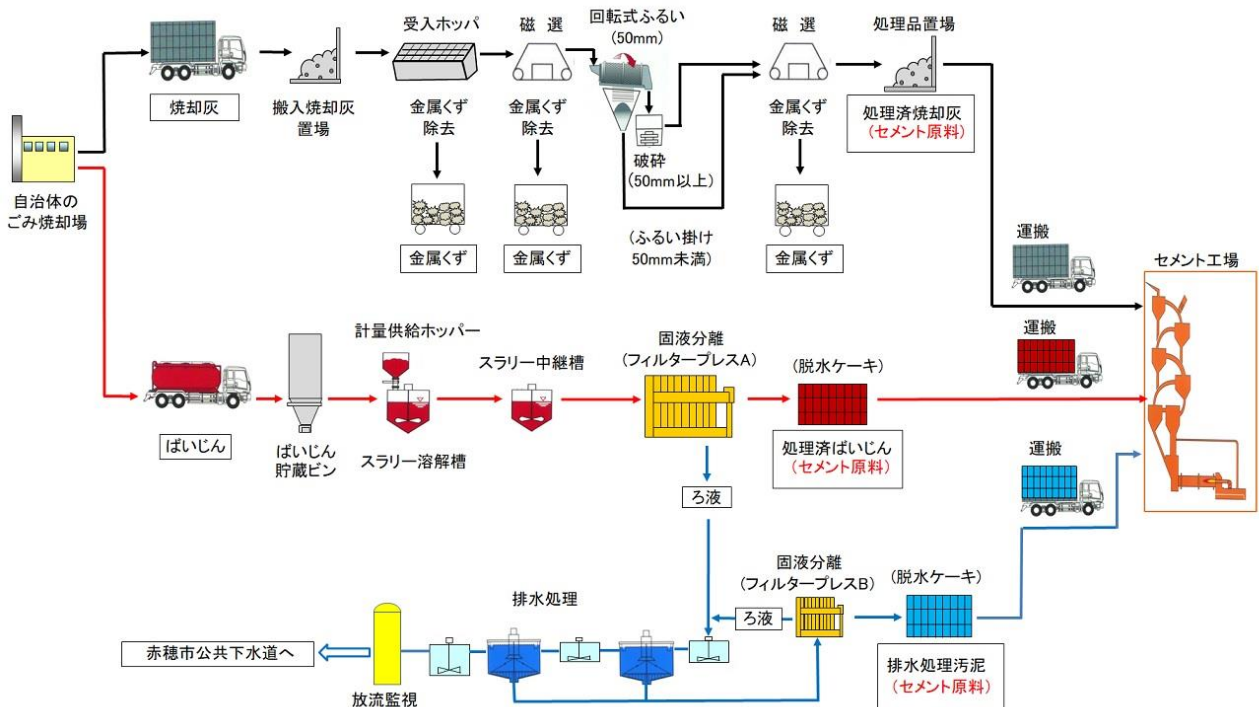 受入ホッパ
磁　選
回転式ふるい
(50mm)
磁　選
処理品置場
焼却灰
搬入焼却灰
置場
金属くず
除去
金属くず
除去
破砕
(50mm以上)
金属くず
除去
処理済焼却灰
(セメント原料)
自治体の
ごみ焼却場
金属くず
金属くず
(ふるい掛け
50mm未満)
金属くず
運搬
セメント工場
計量供給ホッパー
スラリー中継槽
固液分離
(フィルタープレスA)
(脱水ケーキ)
運搬
ばいじん
ばいじん
貯蔵ビン
スラリー溶解槽
処理済ばいじん
(セメント原料)
運搬
ろ液
固液分離
(フィルタープレスB)
(脱水ケーキ)
排水処理
ろ液
赤穂市公共下水道へ
放流監視
排水処理汚泥
(セメント原料)